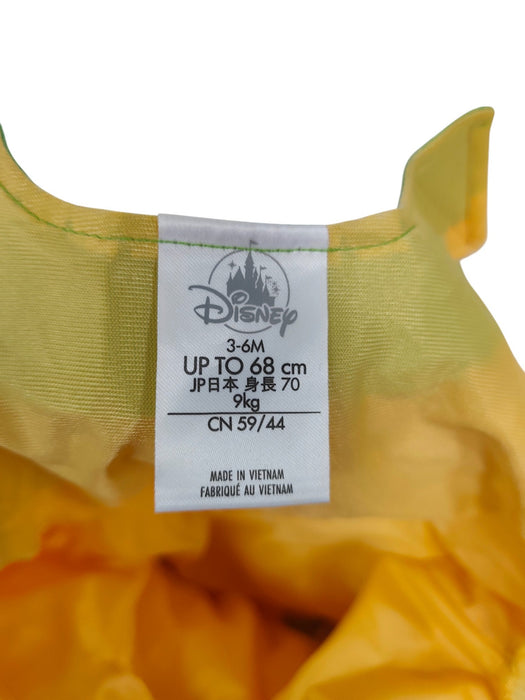 Disney
3-6M
UP TO 68 cm
JP日本 身長 70
9kg
CN 59/44
MADE IN VIETNAM
FABRIQUÉ AU VIETNAM